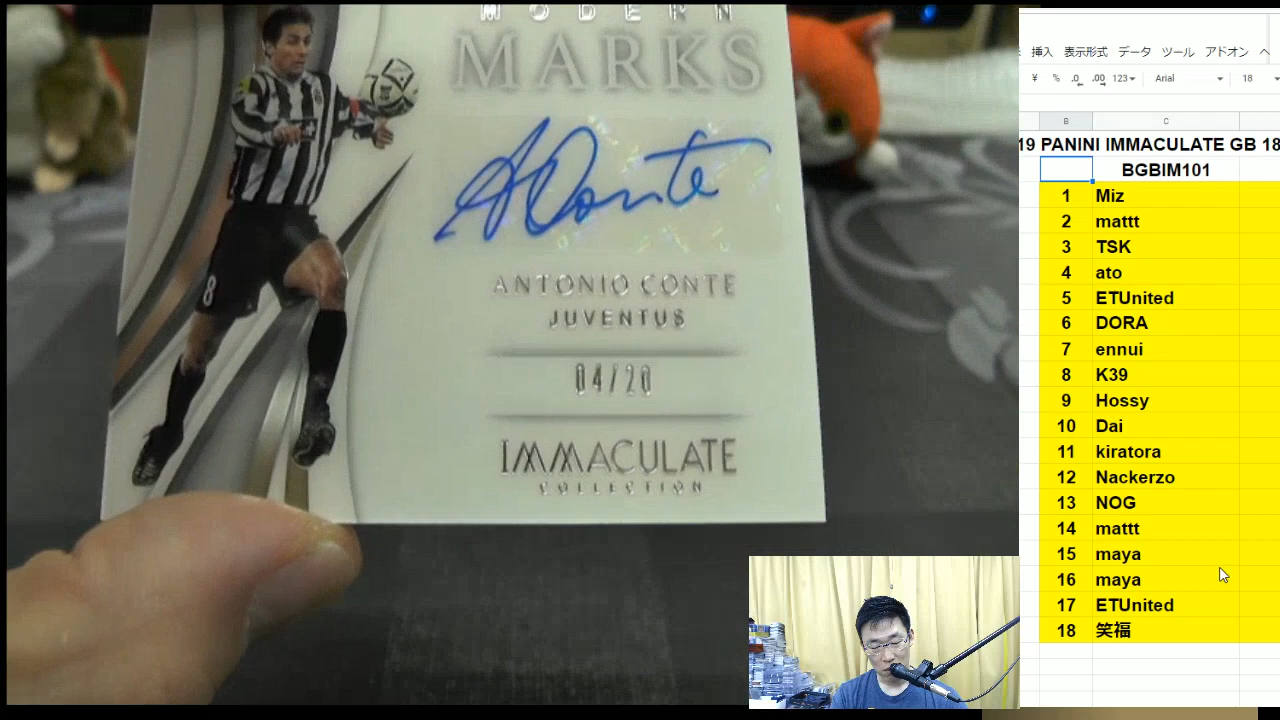 MODERN
MARKS
A Conte
ANTONIO CONTE
JUVENTUS
04/20
IMMACULATE
COLLECTION
8
挿入 表示形式 データ ツール アドオン
¥ % .0 .00 123 Arial 18
B C
19 PANINI IMMACULATE GB 18
BGBIM101
1 Miz
2 mattt
3 TSK
4 ato
5 ETUnited
6 DORA
7 ennui
8 K39
9 Hossy
10 Dai
11 kiratora
12 Nackerzo
13 NOG
14 mattt
15 maya
16 maya
17 ETUnited
18 笑福